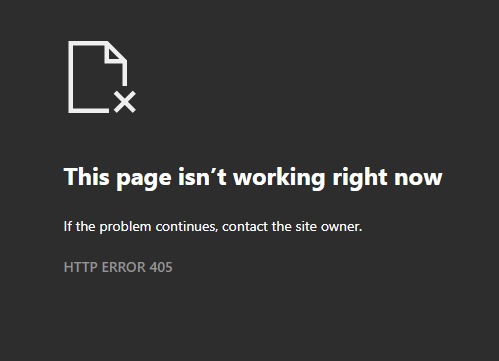 This page isn’t working right now
If the problem continues, contact the site owner.
HTTP ERROR 405